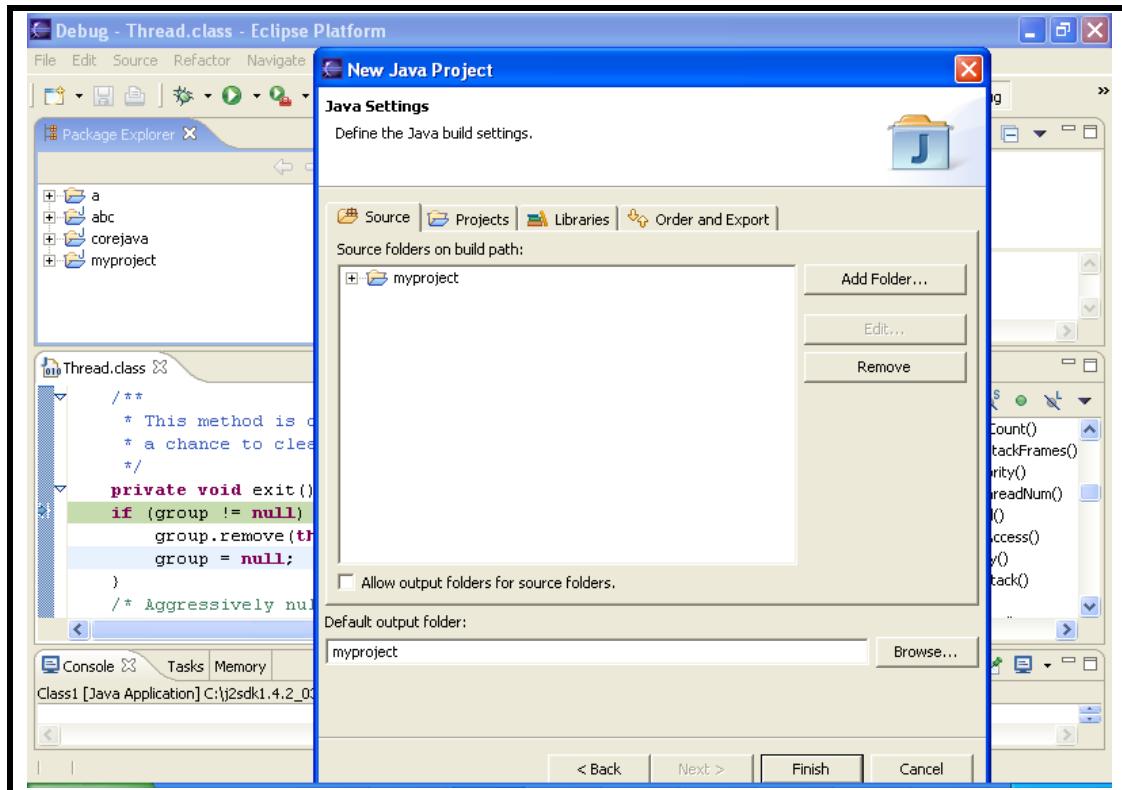 Debug - Thread.class - Eclipse Platform
File Edit Source Refactor Navigate
Package Explorer
a
abc
corejava
myproject
Thread.class
/**
* This method is
* a chance to
*/
private void exit()
if (group != null)
group.remove(
group = null;
}
/* Aggressively
Console Tasks Memory
Class1 [Java Application] C:\j2sdk1.4.2_03
New Java Project
Java Settings
Define the Java build settings.
Source Projects Libraries Order and Export
Source folders on build path:
myproject
Add Folder...
Edit...
Remove
Allow output folders for source folders.
Default output folder:
myproject Browse...
< Back Next > Finish Cancel
Count()
tackFrames()
rity()
readNum()
()
ccess()
y()
tack()